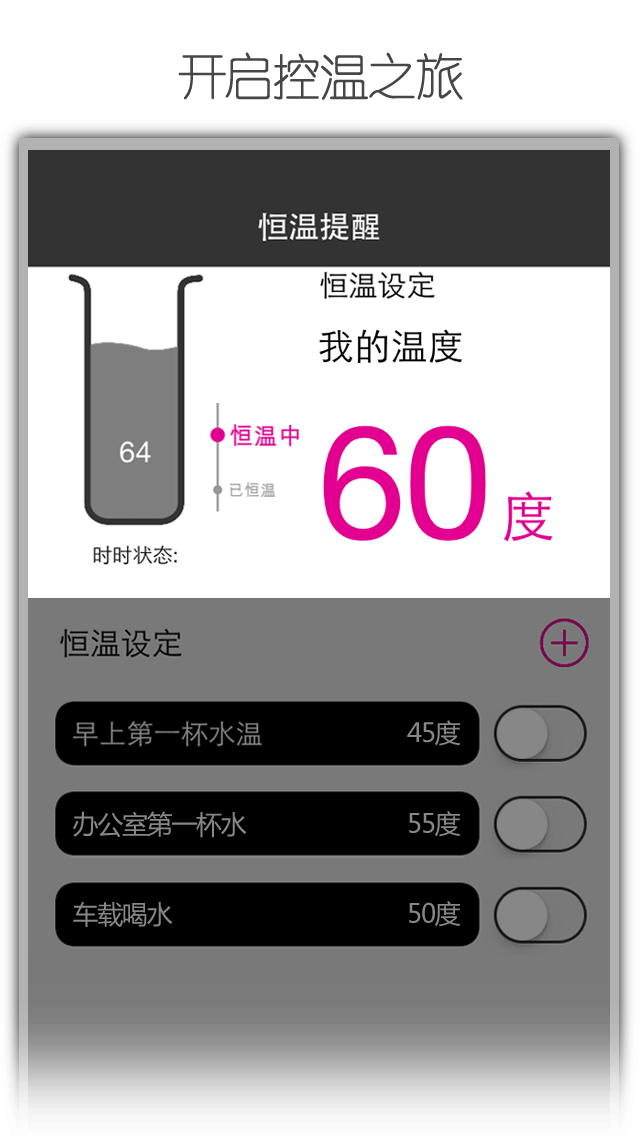 开启控温之旅
恒温提醒
恒温设定
我的温度
64
恒温中
已恒温
60度
时时状态:
恒温设定
早上第一杯水温 45度
办公室第一杯水 55度
车载喝水 50度